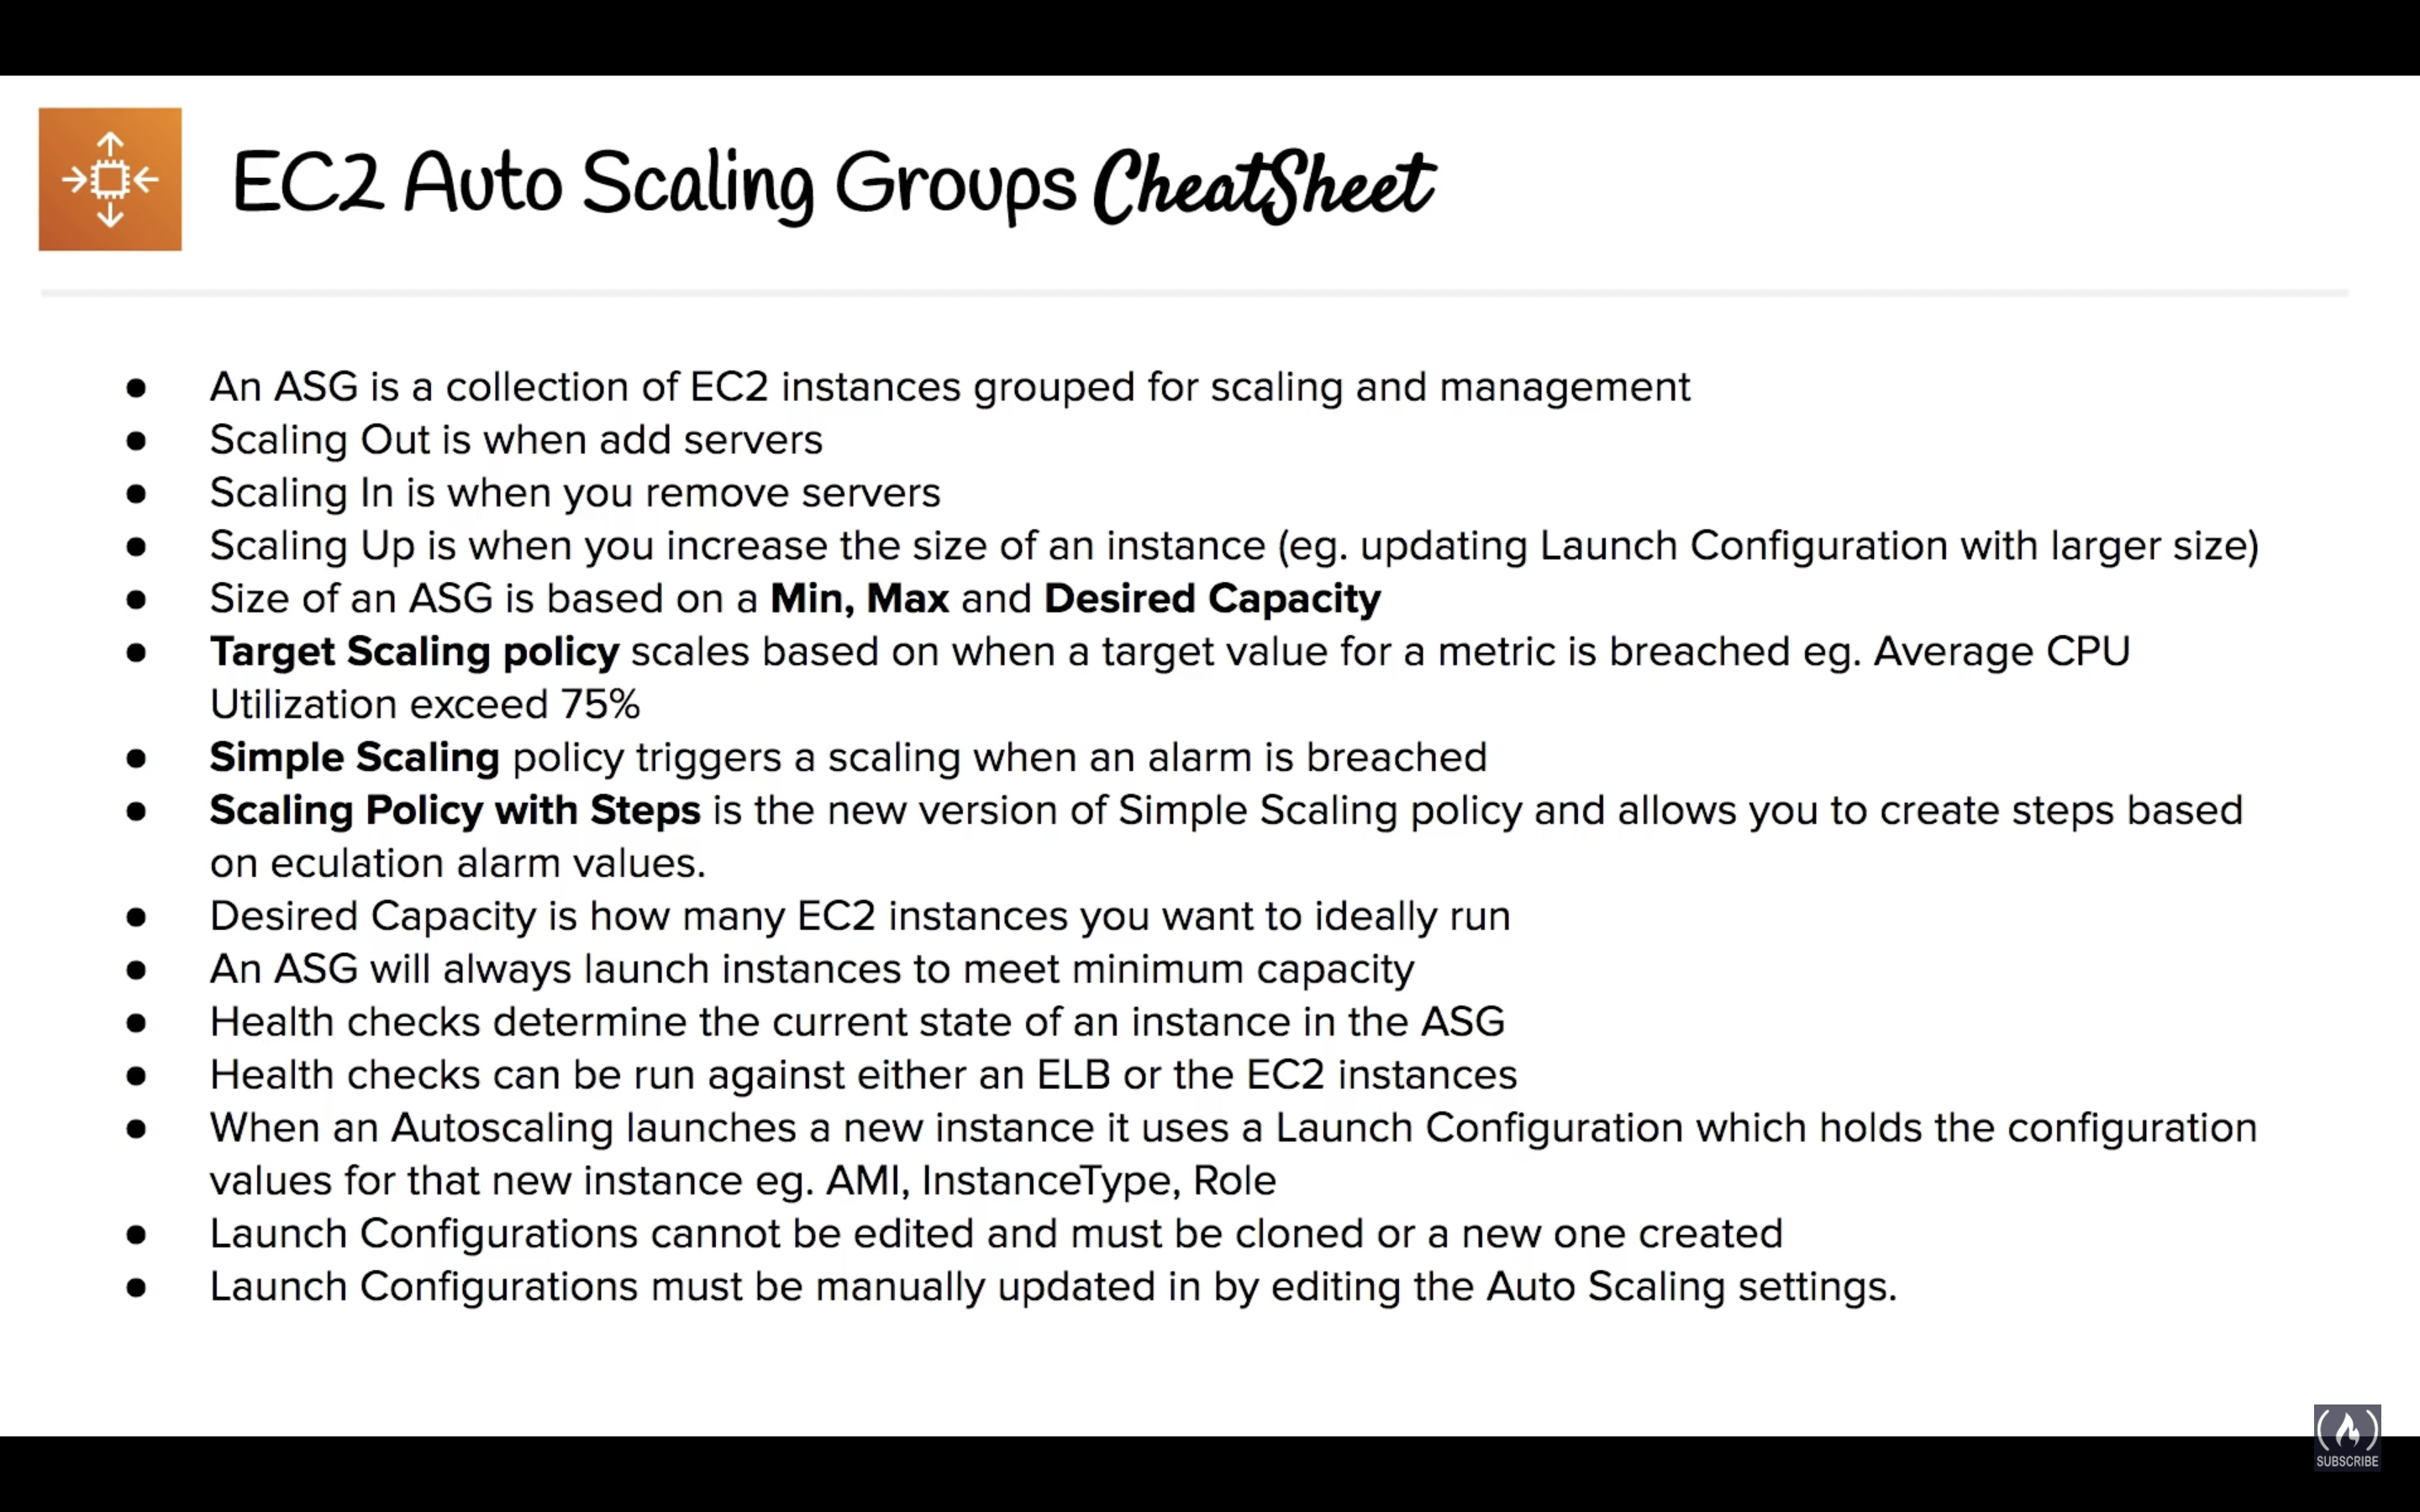 EC2 Auto Scaling Groups CheatSheet
● An ASG is a collection of EC2 instances grouped for scaling and management
● Scaling Out is when add servers
● Scaling In is when you remove servers
● Scaling Up is when you increase the size of an instance (eg. updating Launch Configuration with larger size)
● Size of an ASG is based on a Min, Max and Desired Capacity
● Target Scaling policy scales based on when a target value for a metric is breached eg. Average CPU
Utilization exceed 75%
● Simple Scaling policy triggers a scaling when an alarm is breached
● Scaling Policy with Steps is the new version of Simple Scaling policy and allows you to create steps based
on eculation alarm values.
● Desired Capacity is how many EC2 instances you want to ideally run
● An ASG will always launch instances to meet minimum capacity
● Health checks determine the current state of an instance in the ASG
● Health checks can be run against either an ELB or the EC2 instances
● When an Autoscaling launches a new instance it uses a Launch Configuration which holds the configuration
values for that new instance eg. AMI, InstanceType, Role
● Launch Configurations cannot be edited and must be cloned or a new one created
● Launch Configurations must be manually updated in by editing the Auto Scaling settings.
SUBSCRIBE